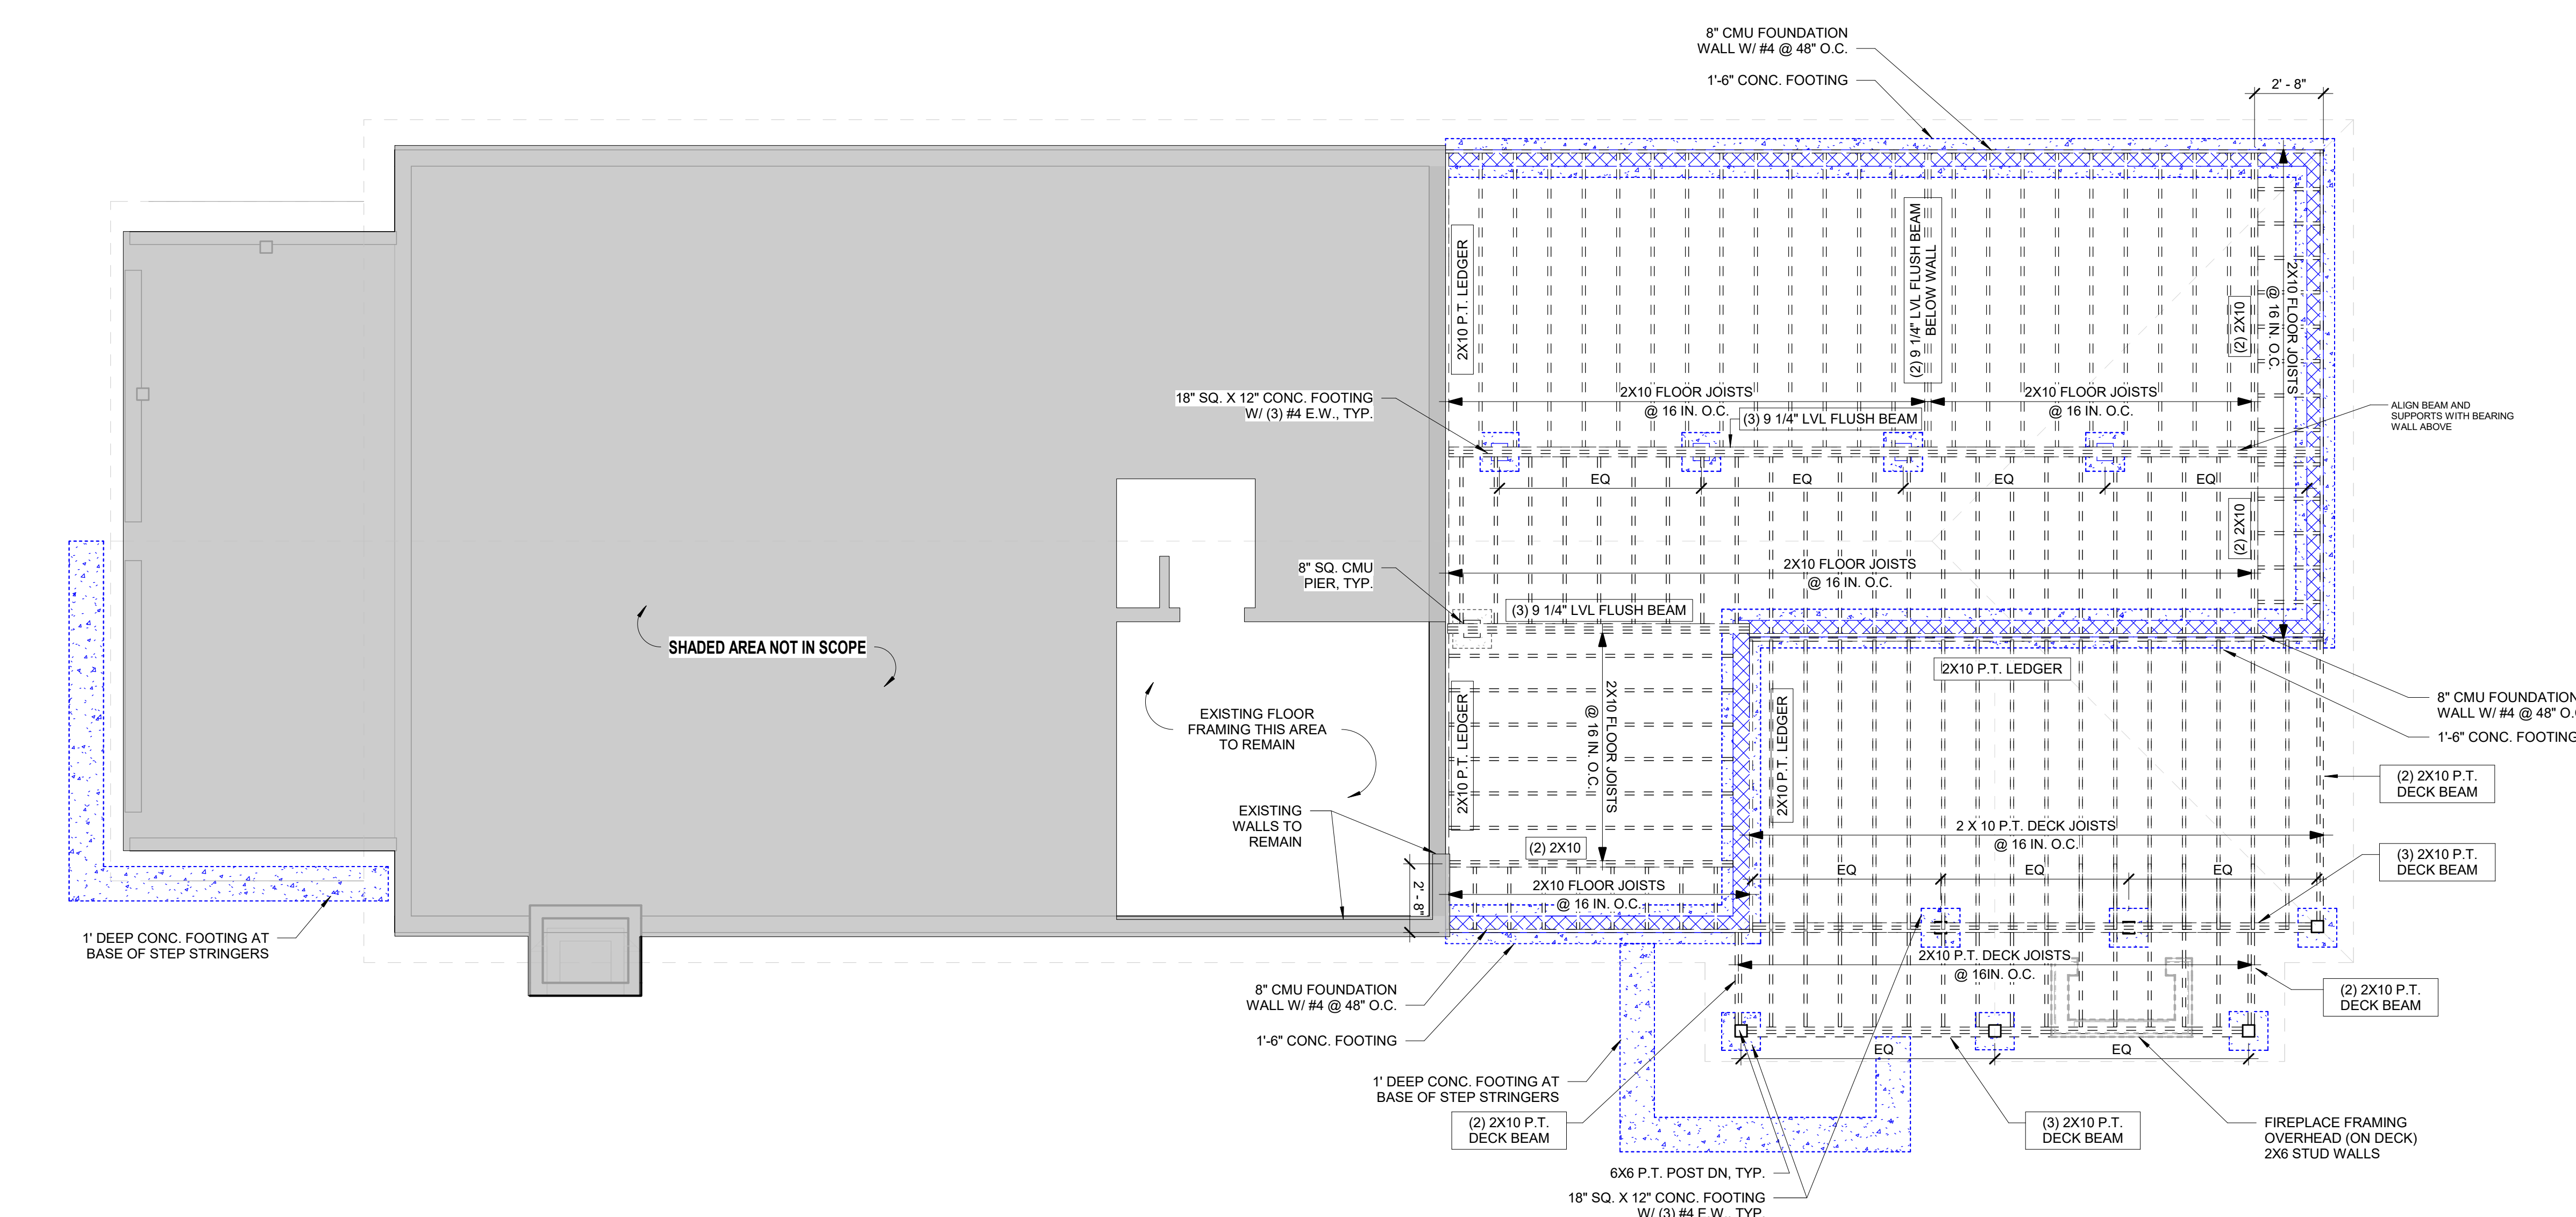 8" CMU FOUNDATION
WALL W/ #4 @ 48" O.C.
1'-6" CONC. FOOTING
2' - 8"
2X10 P.T. LEDGER
(2) 9 1/4" LVL FLUSH BEAM
BELOW WALL
(2) 2X10
2X10 FLOOR JOISTS
@ 16 IN. O.C.
18" SQ. X 12" CONC. FOOTING
W/ (3) #4 E.W., TYP.
2X10 FLOOR JOISTS
@ 16 IN. O.C.
2X10 FLOOR JOISTS
@ 16 IN. O.C.
(3) 9 1/4" LVL FLUSH BEAM
ALIGN BEAM AND
SUPPORTS WITH BEARING
WALL ABOVE
EQ
EQ
EQ
EQ
(2) 2X10
8" SQ. CMU
PIER, TYP.
2X10 FLOOR JOISTS
@ 16 IN. O.C.
(3) 9 1/4" LVL FLUSH BEAM
SHADED AREA NOT IN SCOPE
EXISTING FLOOR
FRAMING THIS AREA
TO REMAIN
2X10 P.T. LEDGER
2X10 FLOOR JOISTS
@ 16 IN. O.C.
2X10 P.T. LEDGER
2X10 P.T. LEDGER
8" CMU FOUNDATION
WALL W/ #4 @ 48" O.
1'-6" CONC. FOOTING
(2) 2X10 P.T.
DECK BEAM
EXISTING
WALLS TO
REMAIN
(2) 2X10
2 X 10 P.T. DECK JOISTS
@ 16 IN. O.C.
(3) 2X10 P.T.
DECK BEAM
EQ
EQ
EQ
2' - 8"
2X10 FLOOR JOISTS
@ 16 IN. O.C.
1' DEEP CONC. FOOTING AT
BASE OF STEP STRINGERS
2X10 P.T. DECK JOISTS
@ 16IN. O.C.
8" CMU FOUNDATION
WALL W/ #4 @ 48" O.C.
1'-6" CONC. FOOTING
(2) 2X10 P.T.
DECK BEAM
EQ
EQ
1' DEEP CONC. FOOTING AT
BASE OF STEP STRINGERS
(2) 2X10 P.T.
DECK BEAM
(3) 2X10 P.T.
DECK BEAM
FIREPLACE FRAMING
OVERHEAD (ON DECK)
2X6 STUD WALLS
6X6 P.T. POST DN, TYP.
18" SQ. X 12" CONC. FOOTING
W/ (3) #4 E.W., TYP.